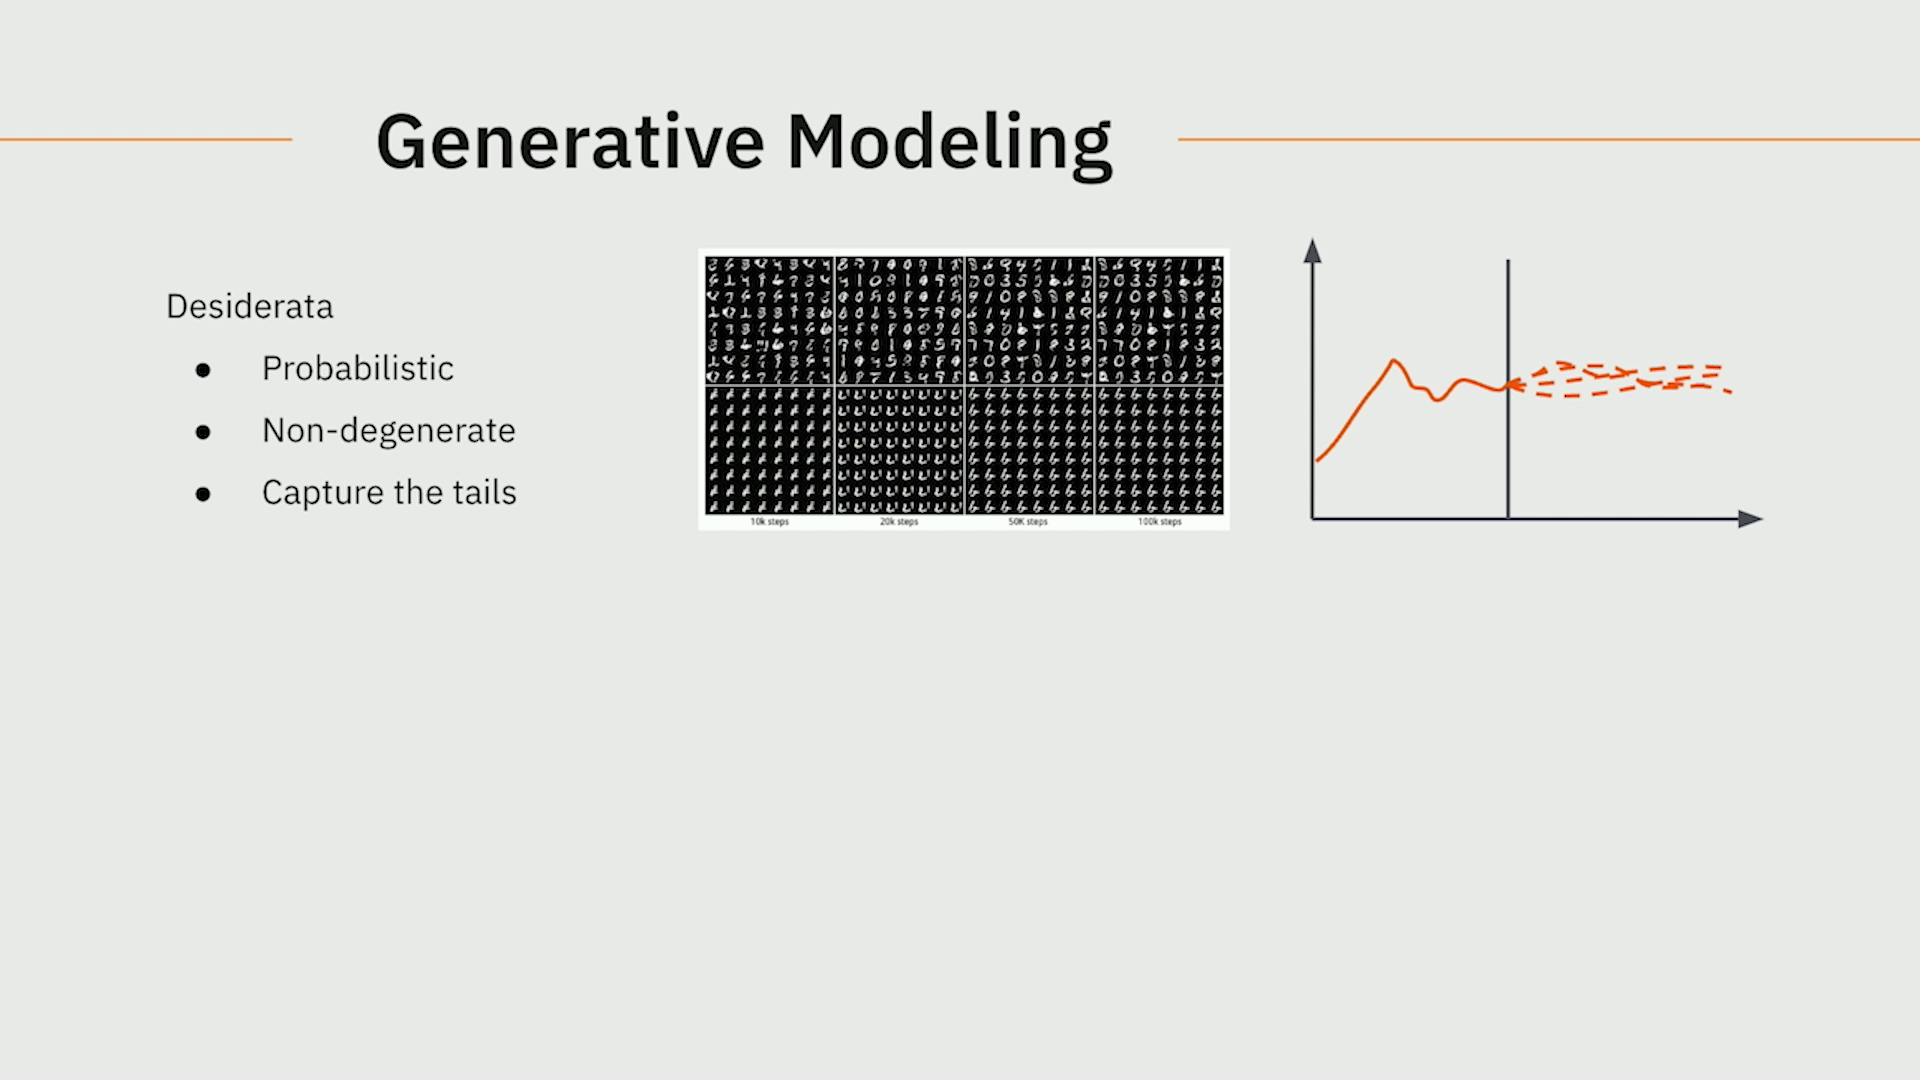 Generative Modeling
Desiderata
● Probabilistic
● Non-degenerate
● Capture the tails
10k steps
20k steps
50K steps
100k steps